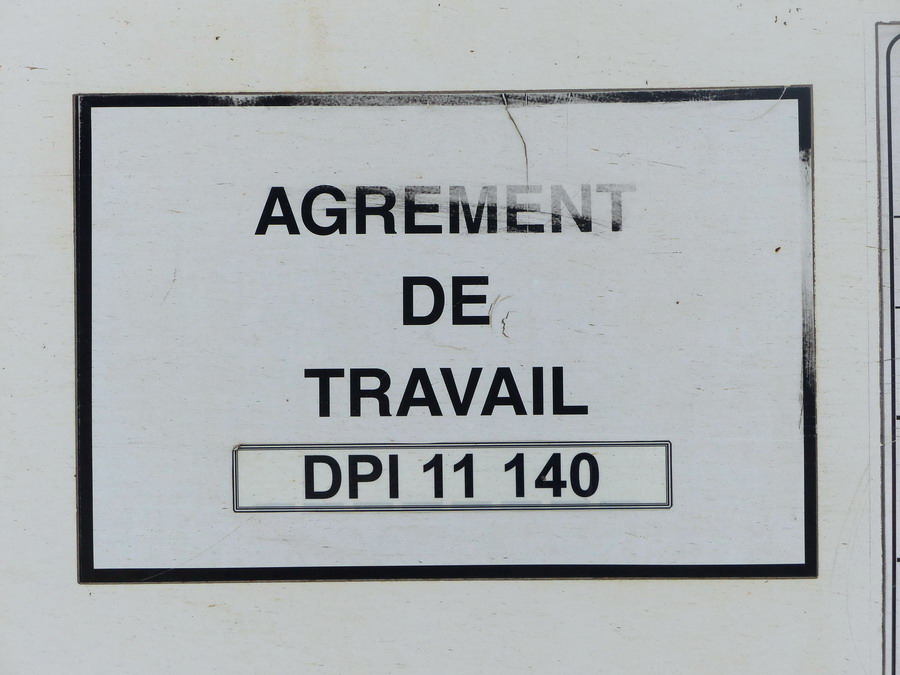 AGREMENT
DE
TRAVAIL
DPI 11 140